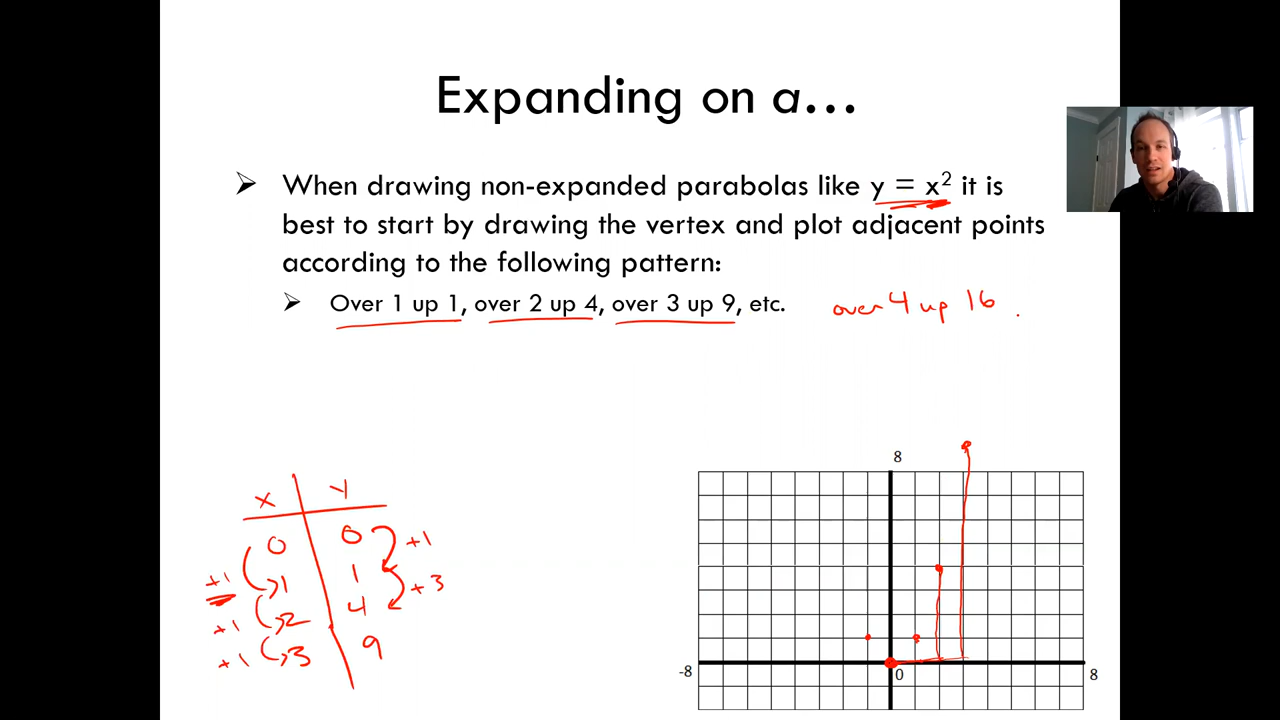 Expanding on a...
➢ When drawing non-expanded parabolas like y = x² it is
best to start by drawing the vertex and plot adjacent points
according to the following pattern:
➢ Over 1 up 1, over 2 up 4, over 3 up 9, etc. over 4 up 16
8
X Y
0 0 +1
+1 1 1
+3
+1 2 4
+1 3 9
-8 0 8